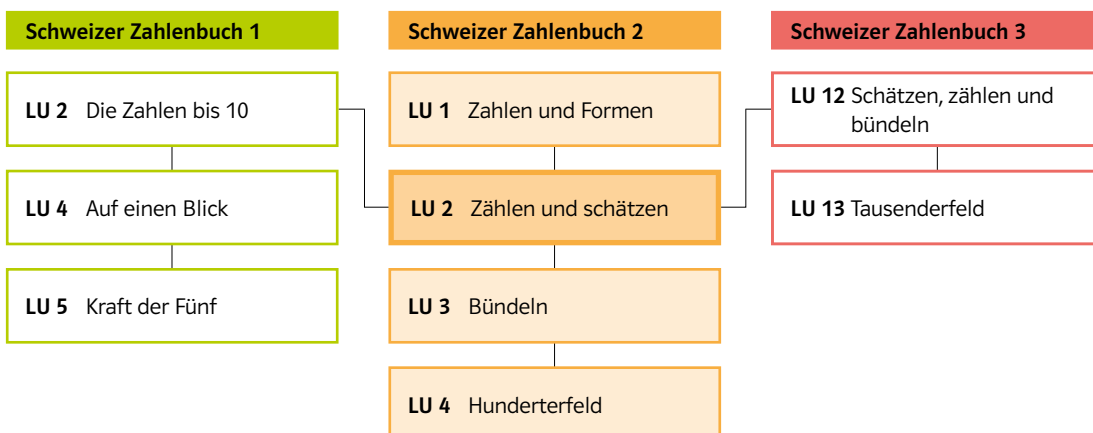 Schweizer Zahlenbuch 1
LU 2 Die Zahlen bis 10
LU 4 Auf einen Blick
LU 5 Kraft der Fünf
Schweizer Zahlenbuch 2
LU 1 Zahlen und Formen
LU 2 Zählen und schätzen
LU 3 Bündeln
LU 4 Hunderterfeld
Schweizer Zahlenbuch 3
LU 12 Schätzen, zählen und
bündeln
LU 13 Tausenderfeld